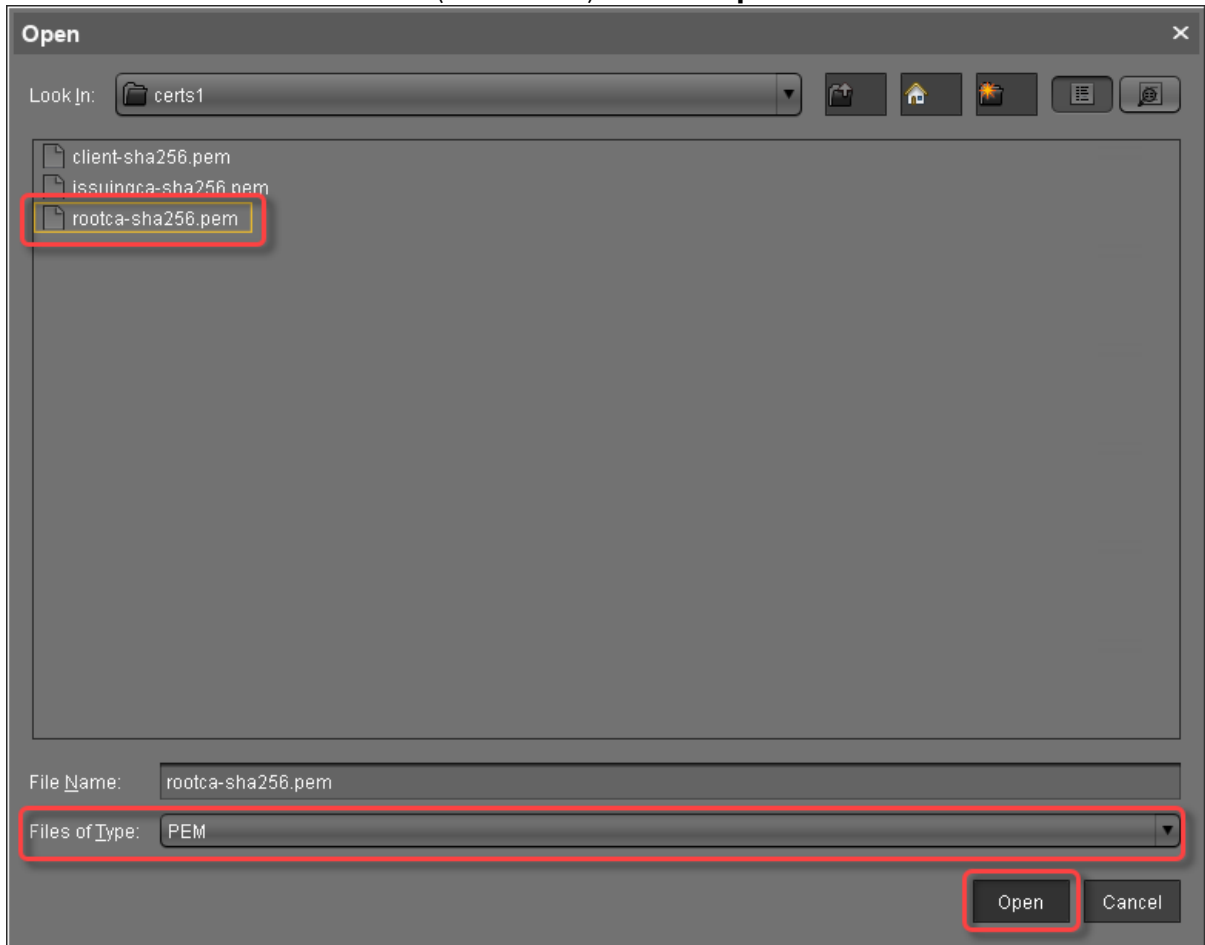 Open
Look In: certs1
client-sha256.pem
issuingca-sha256.pem
rootca-sha256.pem
File Name: rootca-sha256.pem
Files of Type: PEM
Open Cancel